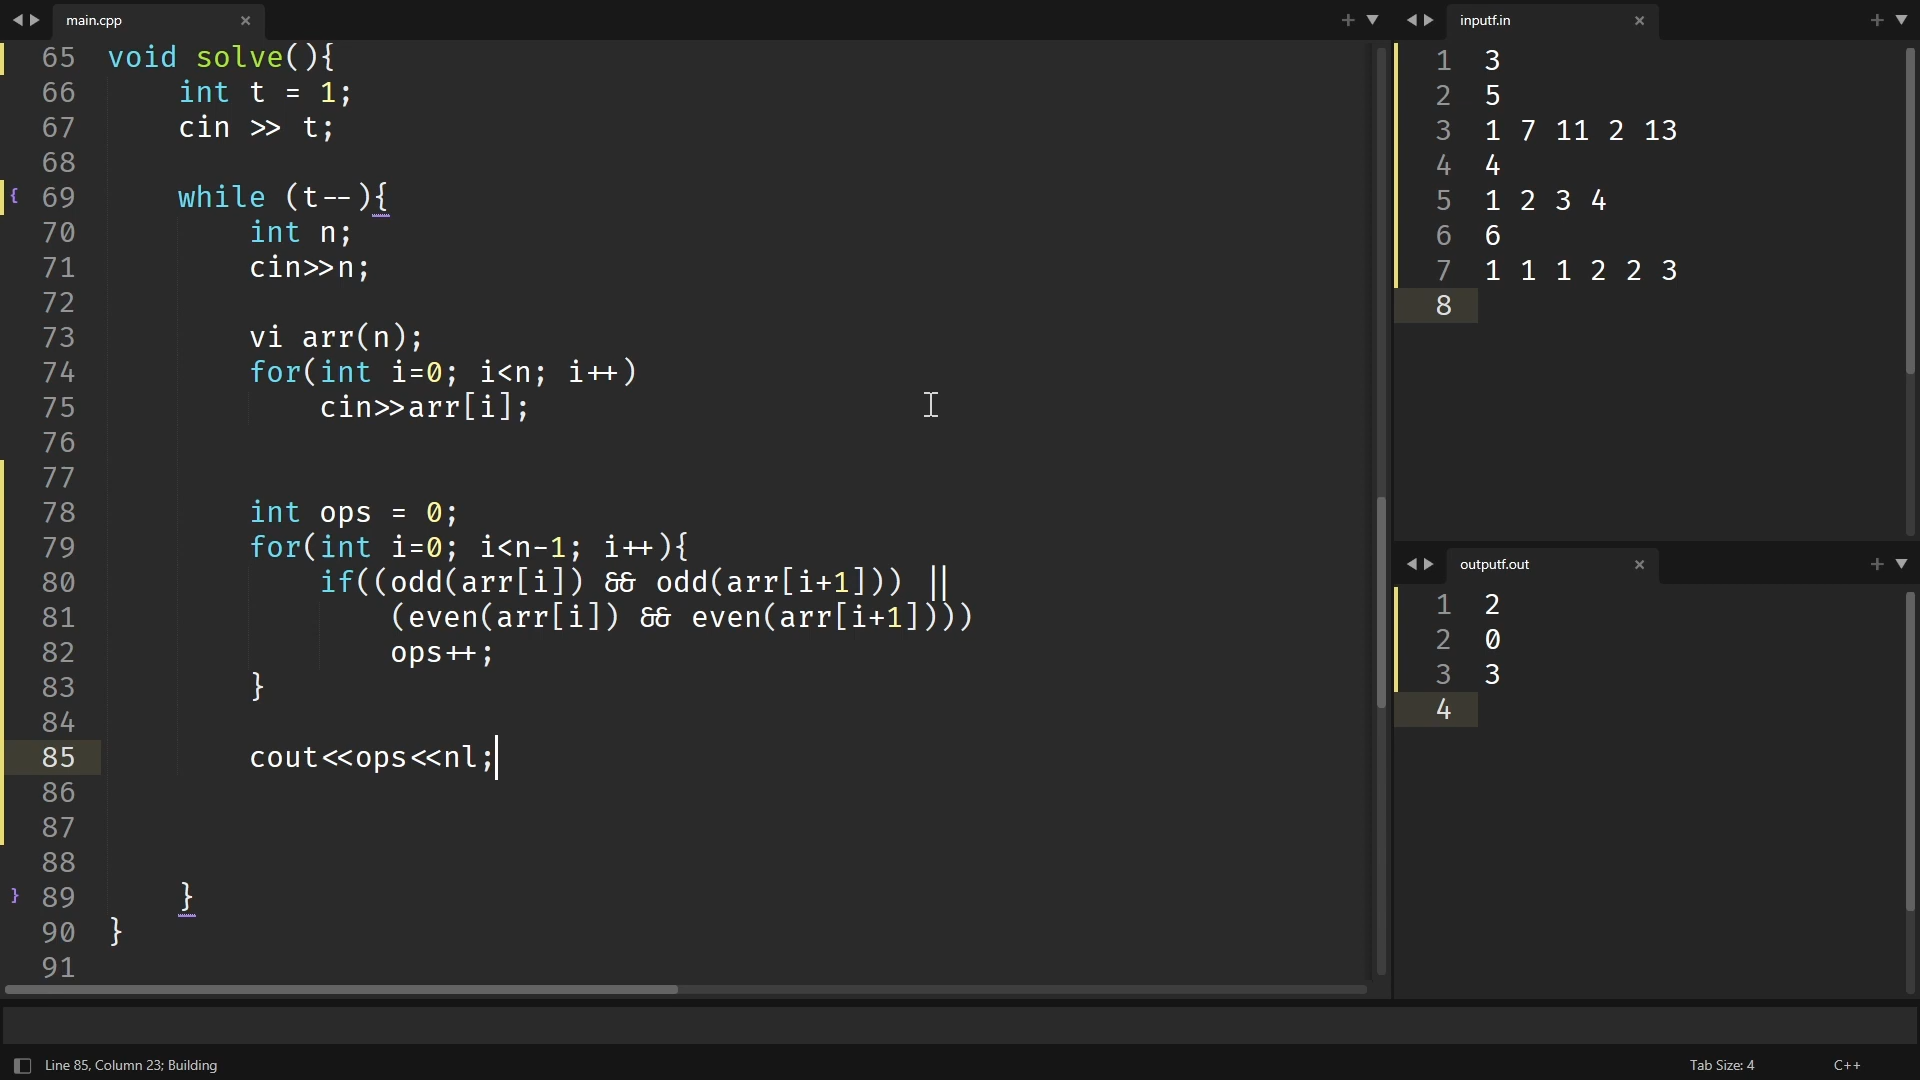 main.cpp
65 void solve(){
66 int t = 1;
67 cin >> t;
68
69 while (t--){
70 int n;
71 cin>>n;
72
73 vi arr(n);
74 for(int i=0; i<n; i++)
75 cin>>arr[i];
76
77
78 int ops = 0;
79 for(int i=0; i<n-1; i++){
80 if((odd(arr[i]) && odd(arr[i+1])) ||
81 (even(arr[i]) && even(arr[i+1])))
82 ops++;
83 }
84
85 cout<<ops<<nl;
86
87
88
89 }
90 }
91
inputf.in
1 3
2 5
3 1 7 11 2 13
4 4
5 1 2 3 4
6 6
7 1 1 1 2 2 3
8
outputf.out
1 2
2 0
3 3
4
Line 85, Column 23; Building
Tab Size: 4
C++